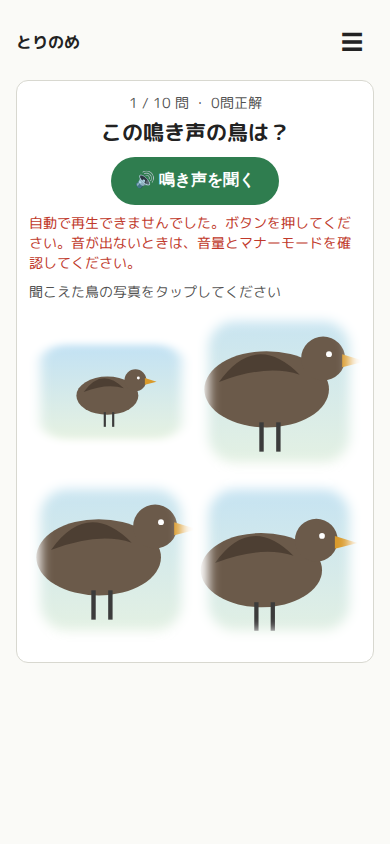 とりのめ
1 / 10 問 · 0問正解
この鳴き声の鳥は？
鳴き声を聞く
自動で再生できませんでした。ボタンを押してくだ
さい。音が出ないときは、音量とマナーモードを確
認してください。
聞こえた鳥の写真をタップしてください